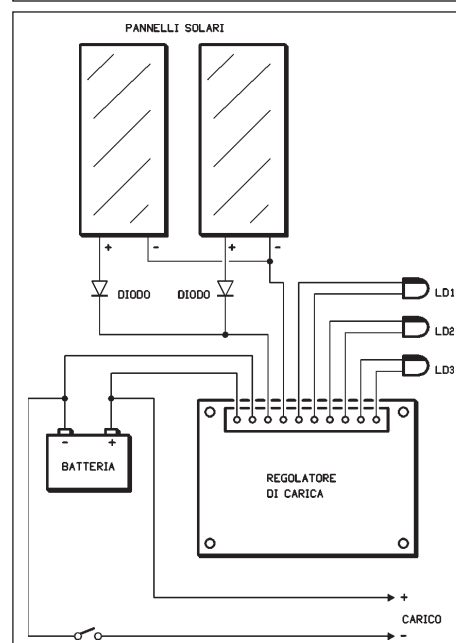 PANNELLI SOLARI
+ - + -
DIODO DIODO
LD1
LD2
LD3
- +
BATTERIA
REGOLATORE
DI CARICA
+
CARICO
-